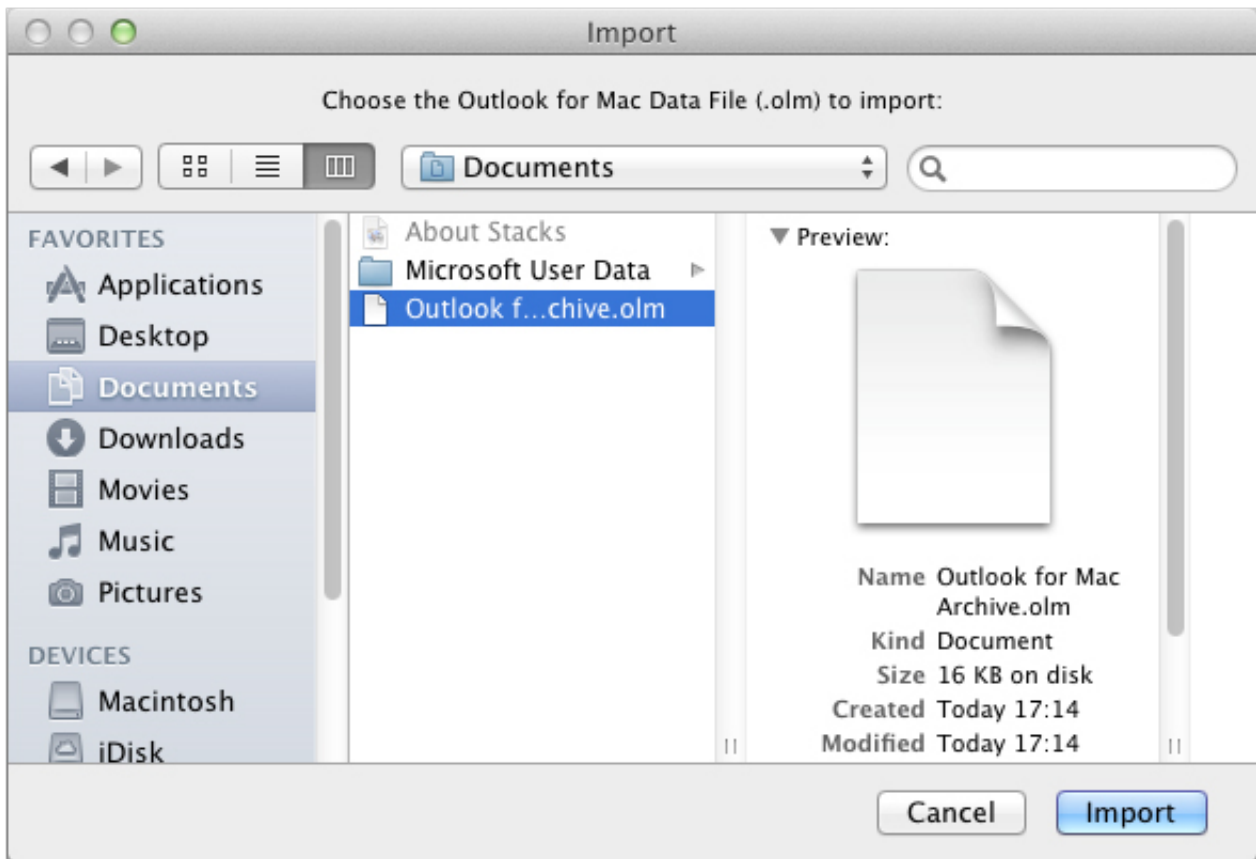 Import
Choose the Outlook for Mac Data File (.olm) to import:
Documents
FAVORITES
Applications
Desktop
Documents
Downloads
Movies
Music
Pictures
DEVICES
Macintosh
iDisk
About Stacks
Microsoft User Data
Outlook f...chive.olm
Preview:
Name Outlook for Mac
Archive.olm
Kind Document
Size 16 KB on disk
Created Today 17:14
Modified Today 17:14
Cancel
Import